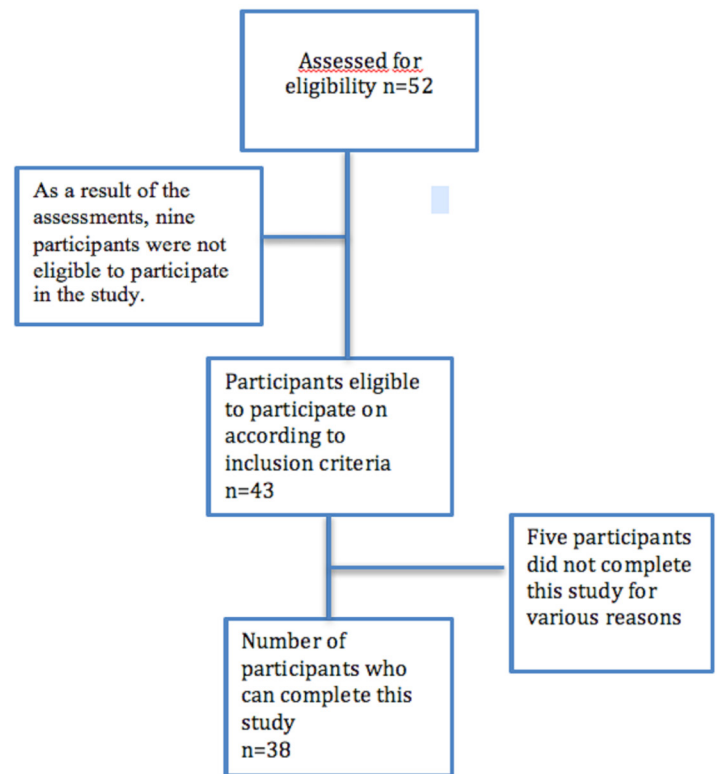 Assessed for
eligibility n=52
As a result of the
assessments, nine
participants were not
eligible to participate
in the study.
Participants eligible
to participate on
according to
inclusion criteria
n=43
Five participants
did not complete
this study for
various reasons
Number of
participants who
can complete this
study
n=38